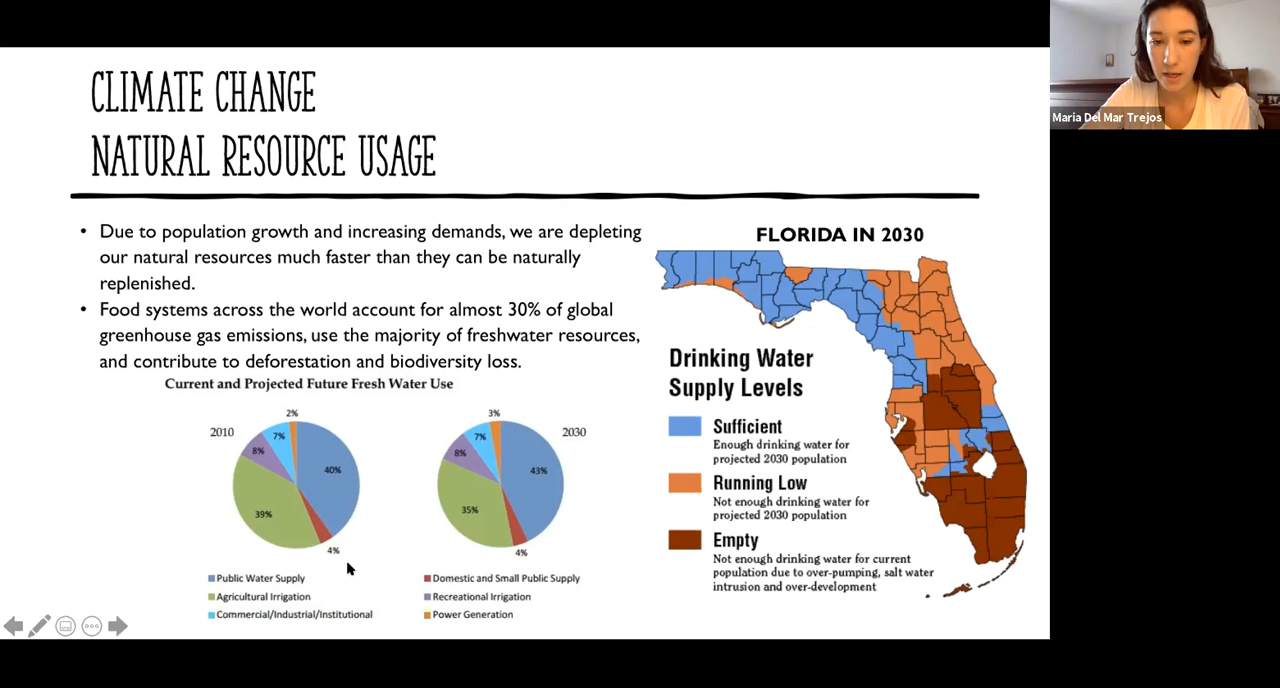 CLIMATE CHANGE
NATURAL RESOURCE USAGE
Maria Del Mar Trejos
• Due to population growth and increasing demands, we are depleting
our natural resources much faster than they can be naturally
replenished.
• Food systems across the world account for almost 30% of global
greenhouse gas emissions, use the majority of freshwater resources,
and contribute to deforestation and biodiversity loss.
Current and Projected Future Fresh Water Use
2010
2%
7%
8%
40%
39%
4%
2030
3%
7%
8%
43%
35%
4%
Public Water Supply
Domestic and Small Public Supply
Agricultural Irrigation
Recreational Irrigation
Commercial/Industrial/Institutional
Power Generation
FLORIDA IN 2030
Drinking Water
Supply Levels
Sufficient
Enough drinking water for
projected 2030 population
Running Low
Not enough drinking water for
projected 2030 population
Empty
Not enough drinking water for current
population due to over-pumping, salt water
intrusion and over-development